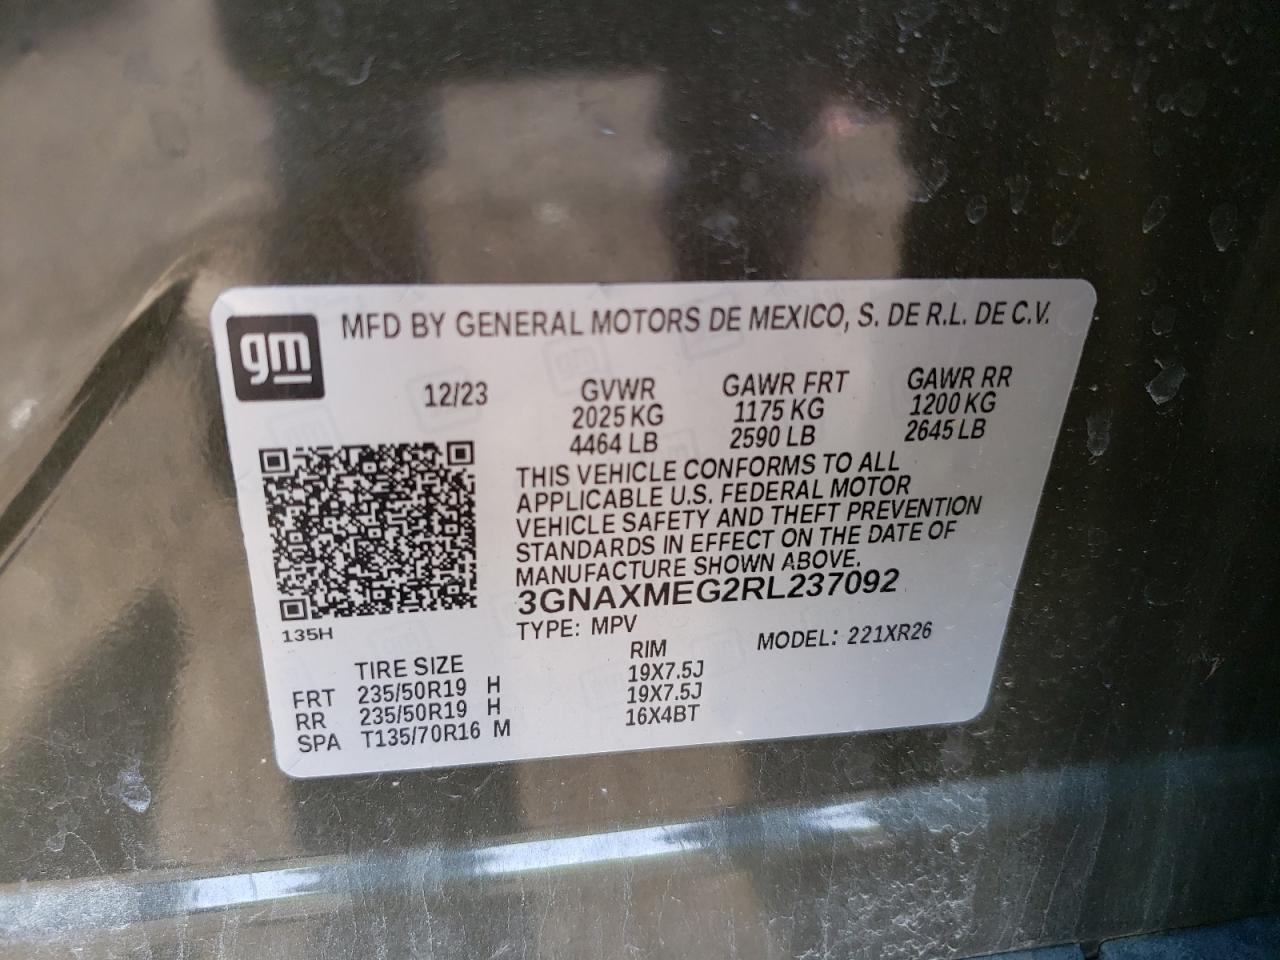 gm
MFD BY GENERAL MOTORS DE MEXICO, S. DE R.L. DE C.V.
12/23 GVWR GAWR FRT GAWR RR
2025 KG 1175 KG 1200 KG
4464 LB 2590 LB 2645 LB
THIS VEHICLE CONFORMS TO ALL
APPLICABLE U.S. FEDERAL MOTOR
VEHICLE SAFETY AND THEFT PREVENTION
STANDARDS IN EFFECT ON THE DATE OF
MANUFACTURE SHOWN ABOVE.
3GNAXMEG2RL237092
135H
TYPE: MPV MODEL: 221XR26
TIRE SIZE RIM
FRT 235/50R19 H 19X7.5J
RR 235/50R19 H 19X7.5J
SPA T135/70R16 M 16X4BT